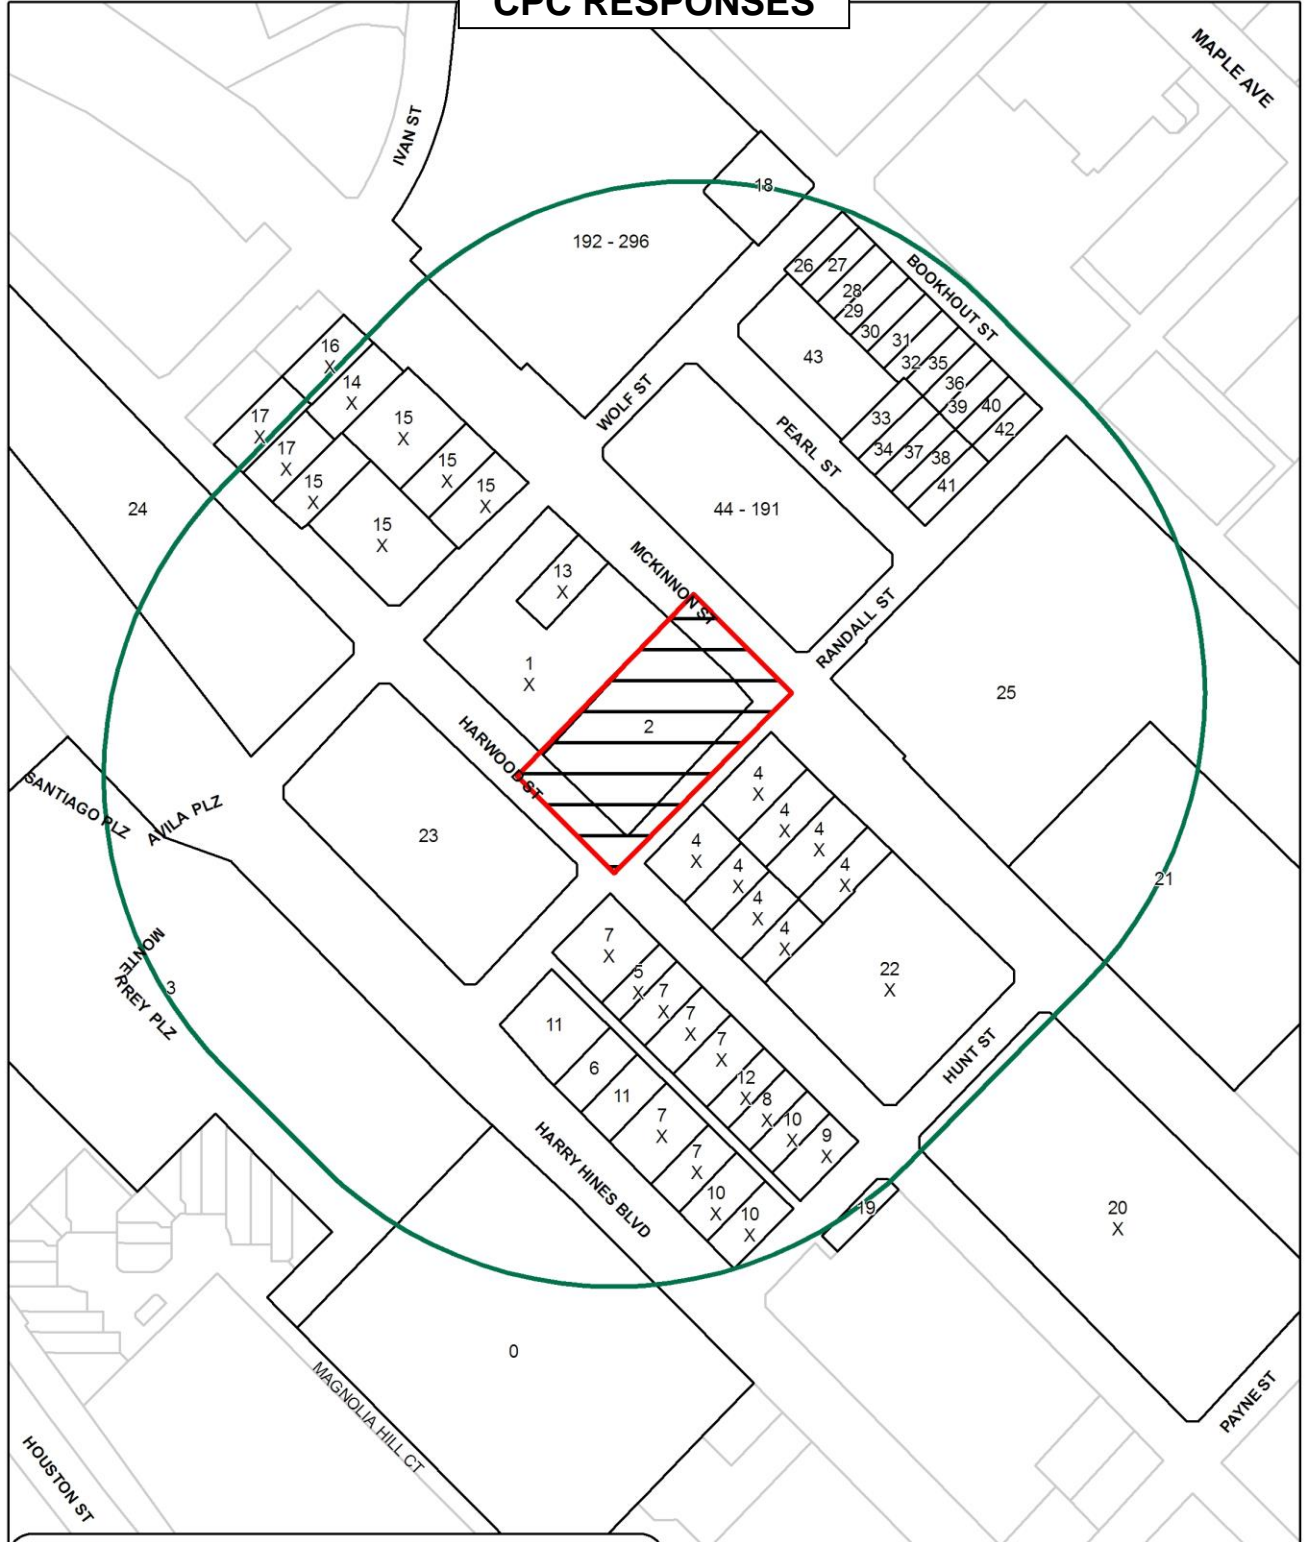 CPC RESPONSES
MAPLE AVE
IVAN ST
18
192 - 296
BOOKHOUT ST
26
27
28
29
30
31
32
35
36
39
40
42
43
33
34
37
38
41
16
X
14
X
17
X
17
X
15
X
15
X
15
X
15
X
15
X
WOLF ST
PEARL ST
24
44 - 191
MCKINNON ST
13
X
RANDALL ST
1
X
2
25
HARWOOD ST
SANTIAGO PLZ
AVILA PLZ
23
4
X
4
X
4
X
4
X
4
X
4
X
4
X
4
X
21
22
X
MONTE
RREY PLZ
3
7
X
5
X
7
X
7
X
7
X
12
X
8
X
10
X
9
X
11
6
11
7
X
7
X
10
X
10
X
HUNT ST
HARRY HINES BLVD
19
20
X
0
MAGNOLIA HILL CT
PAYNE ST
HOUSTON ST